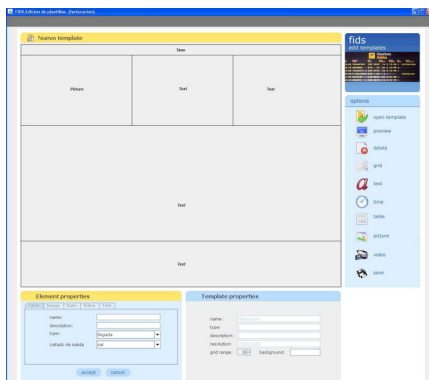 FIDS.Edicion de plantillas. (facturacion).
Nuevo template
Time
Picture
Text
Text
Text
Text
fids
edit templates
options
open template
preview
delete
grid
text
time
table
picture
video
save
Element properties
name:
description:
type: llegada
Listado de salida sal
accept cancel
Template properties
name:
type:
description:
resolution:
grid range: background: